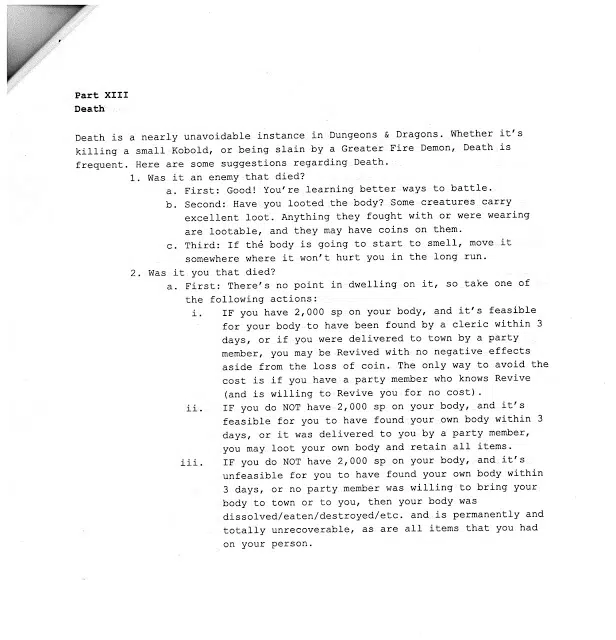 Part XIII
Death
Death is a nearly unavoidable instance in Dungeons & Dragons. Whether it's
killing a small Kobold, or being slain by a Greater Fire Demon, Death is
frequent. Here are some suggestions regarding Death.
1. Was it an enemy that died?
a. First: Good! You're learning better ways to battle.
b. Second: Have you looted the body? Some creatures carry
excellent loot. Anything they fought with or were wearing
are lootable, and they may have coins on them.
c. Third: If the body is going to start to smell, move it
somewhere where it won't hurt you in the long run.
2. Was it you that died?
a. First: There's no point in dwelling on it, so take one of
the following actions:
i. IF you have 2,000 sp on your body, and it's feasible
for your body to have been found by a cleric within 3
days, or if you were delivered to town by a party
member, you may be Revived with no negative effects
aside from the loss of coin. The only way to avoid the
cost is if you have a party member who knows Revive
(and is willing to Revive you for no cost).
ii. IF you do NOT have 2,000 sp on your body, and it's
feasible for you to have found your own body within 3
days, or it was delivered to you by a party member,
you may loot your own body and retain all items.
iii. IF you do NOT have 2,000 sp on your body, and it's
unfeasible for you to have found your own body within
3 days, or no party member was willing to bring your
body to town or to you, then your body was
dissolved/eaten/destroyed/etc. and is permanently and
totally unrecoverable, as are all items that you had
on your person.